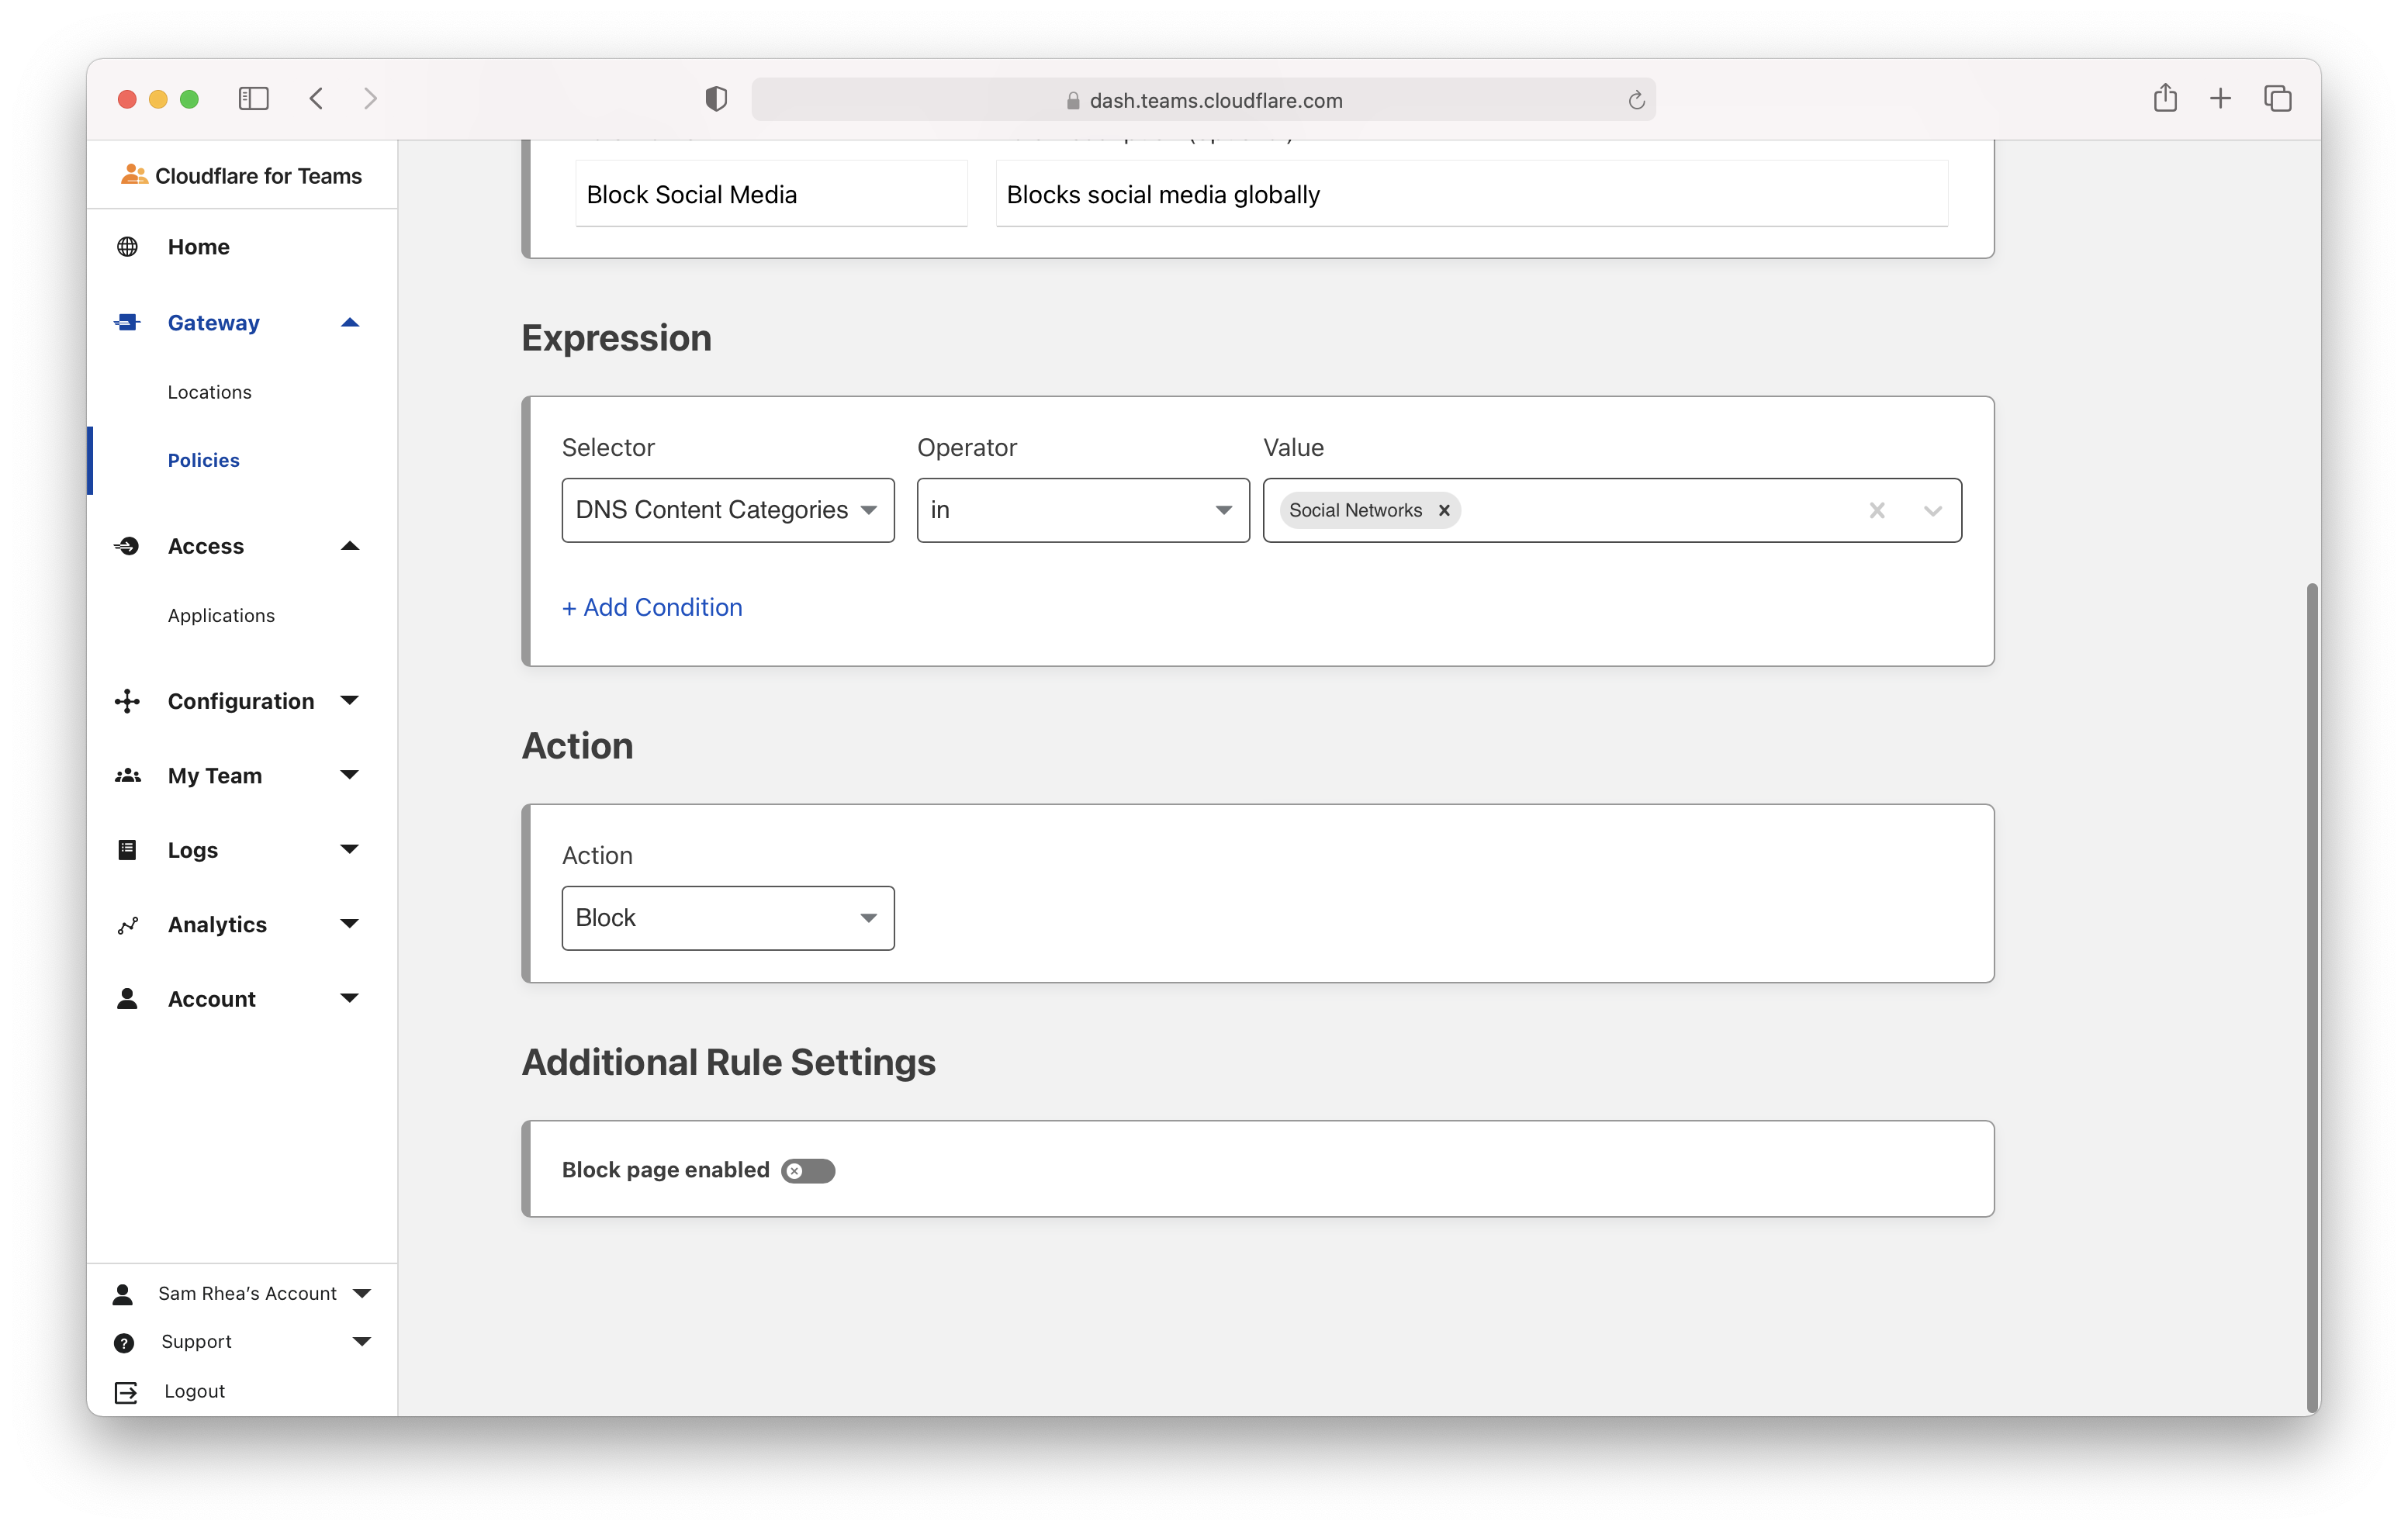 dash.teams.cloudflare.com
Cloudflare for Teams
Home
Gateway
Locations
Policies
Access
Applications
Configuration
My Team
Logs
Analytics
Account
Sam Rhea's Account
Support
Logout
Block Social Media
Blocks social media globally
Expression
Selector Operator Value
DNS Content Categories in Social Networks
+ Add Condition
Action
Action
Block
Additional Rule Settings
Block page enabled